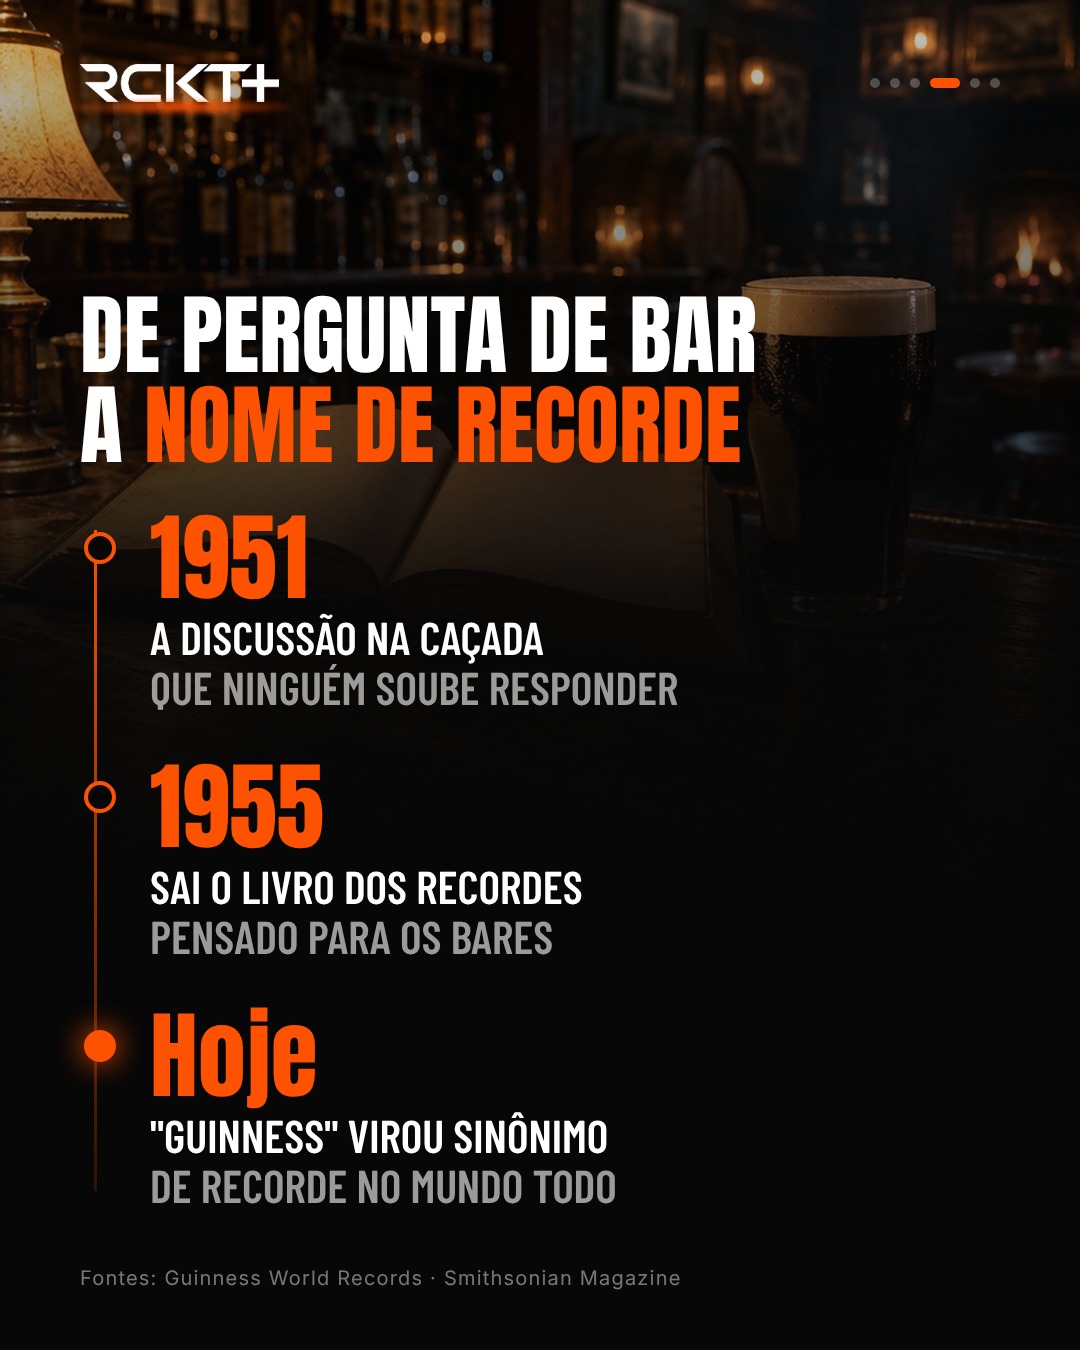 RCKT+
DE PERGUNTA DE BAR
A NOME DE RECORDE
1951
A DISCUSSÃO NA CAÇADA
QUE NINGUÉM SOUBE RESPONDER
1955
SAI O LIVRO DOS RECORDES
PENSADO PARA OS BARES
Hoje
"GUINNESS" VIROU SINÔNIMO
DE RECORDE NO MUNDO TODO
Fontes: Guinness World Records · Smithsonian Magazine